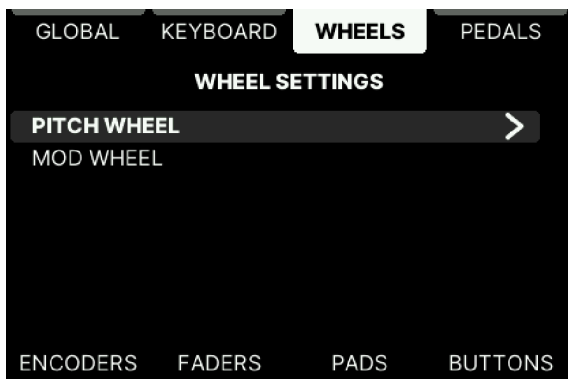 GLOBAL KEYBOARD WHEELS PEDALS
WHEEL SETTINGS
PITCH WHEEL >
MOD WHEEL
ENCODERS FADERS PADS BUTTONS